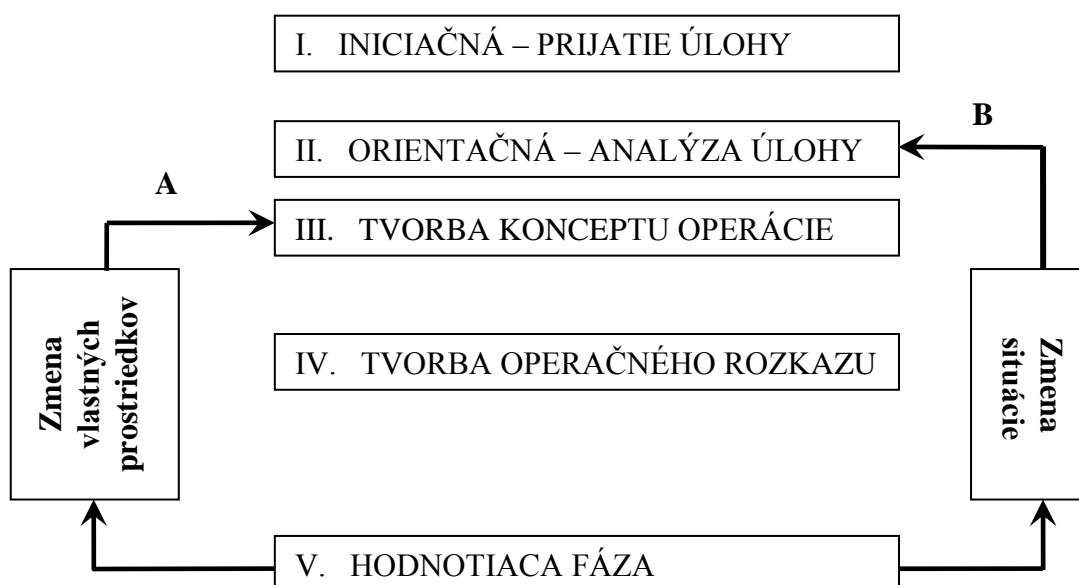 I. INICIAČNÁ – PRIJATIE ÚLOHY
B
II. ORIENTAČNÁ – ANALÝZA ÚLOHY
A
III. TVORBA KONCEPTU OPERÁCIE
Zmena
vlastných
prostriedkov
IV. TVORBA OPERAČNÉHO ROZKAZU
Zmena
situácie
V. HODNOTIACA FÁZA